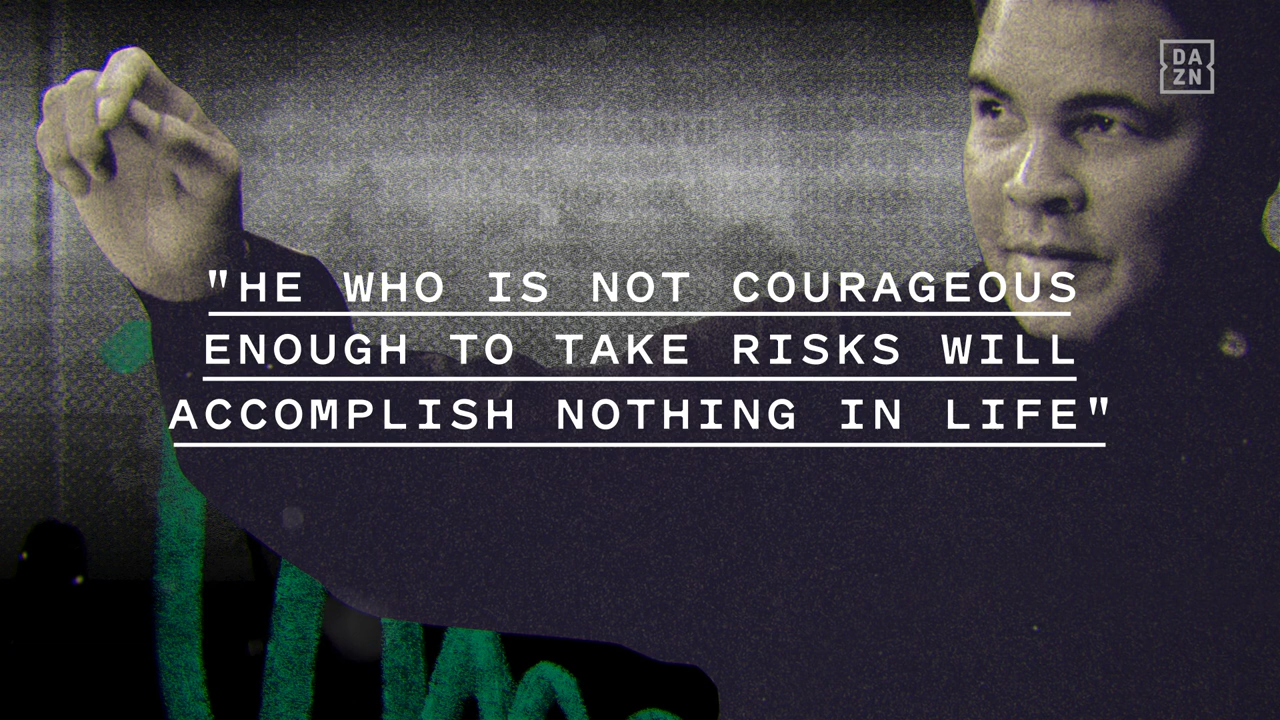 DA
ZN
"HE WHO IS NOT COURAGEOUS
ENOUGH TO TAKE RISKS WILL
ACCOMPLISH NOTHING IN LIFE"